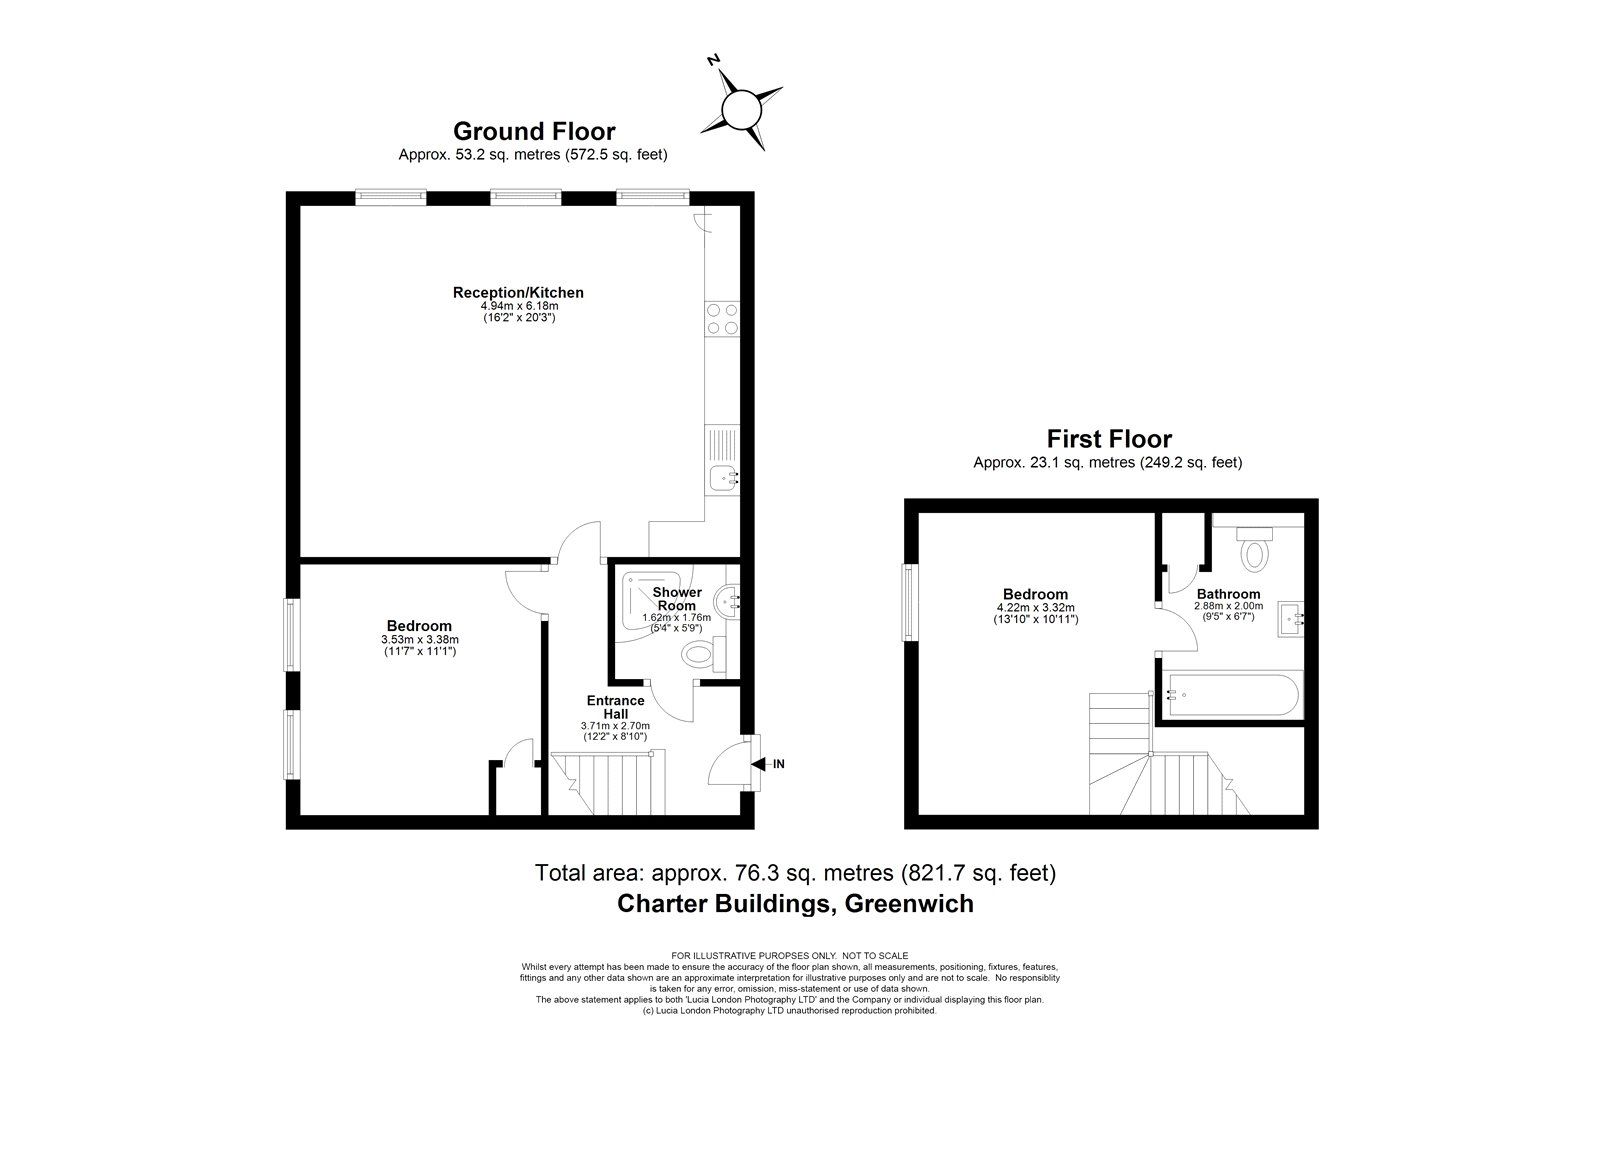 N
Ground Floor
Approx. 53.2 sq. metres (572.5 sq. feet)
Reception/Kitchen
4.94m x 6.18m
(16'2" x 20'3")
Bedroom
3.53m x 3.38m
(11'7" x 11'1")
Shower
Room
1.62m x 1.76m
(5'4" x 5'9")
Entrance
Hall
3.71m x 2.70m
(12'2" x 8'10")
IN
First Floor
Approx. 23.1 sq. metres (249.2 sq. feet)
Bedroom
4.22m x 3.32m
(13'10" x 10'11")
Bathroom
2.88m x 2.00m
(9'5" x 6'7")
Total area: approx. 76.3 sq. metres (821.7 sq. feet)
Charter Buildings, Greenwich
FOR ILLUSTRATIVE PUROPSES ONLY.  NOT TO SCALE
Whilst every attempt has been made to ensure the accuracy of the floor plan shown, all measurements, positioning, fixtures, features,
fittings and any other data shown are an approximate interpretation for illustrative purposes only and are not to scale.  No responsiblity
is taken for any error, omission, miss-statement or use of data shown.
The above statement applies to both 'Lucia London Photography LTD' and the Company or individual displaying this floor plan.
(c) Lucia London Photography LTD unauthorised reproduction prohibited.